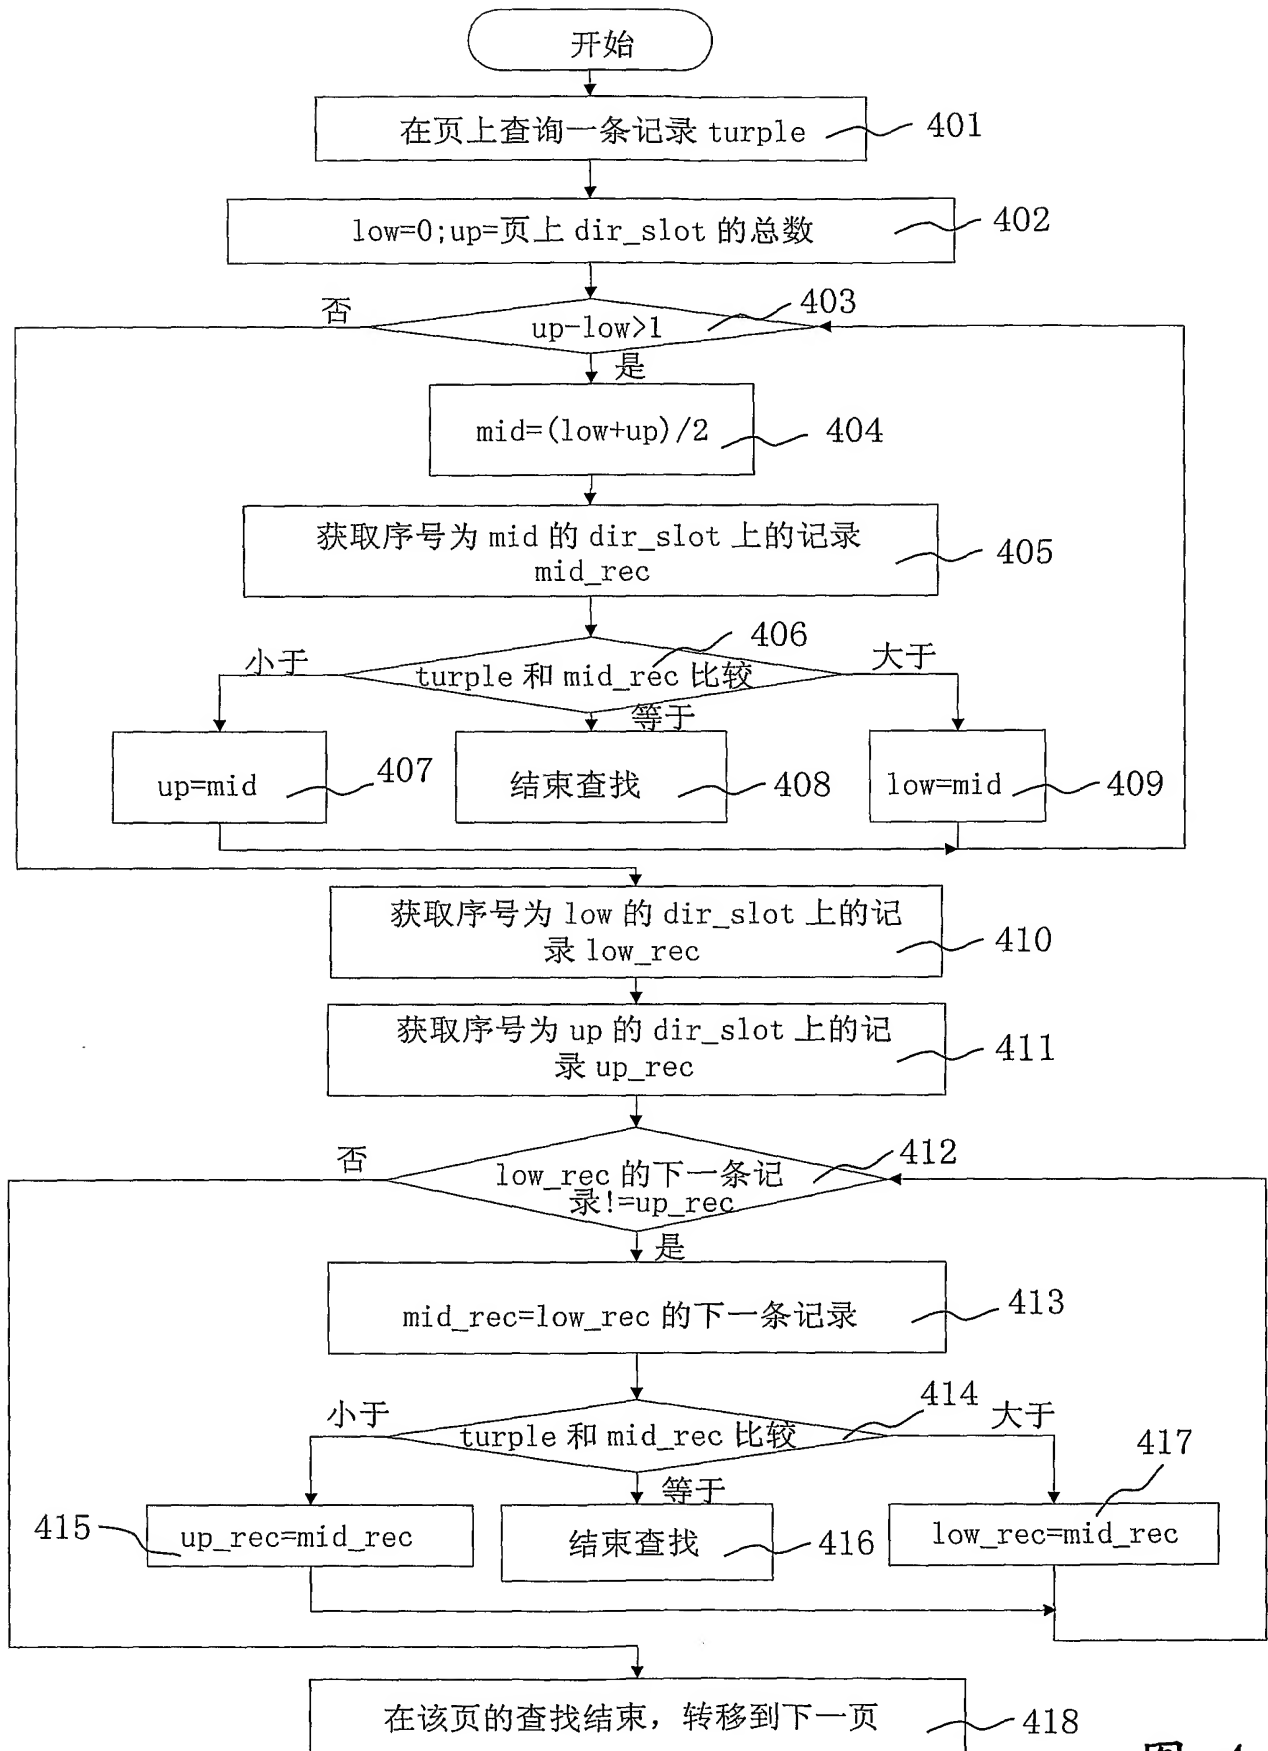 开始
在页上查询一条记录 turple
401
low=0;up=页上 dir_slot 的总数
402
403
否
up-low>1
是
mid=(low+up)/2
404
获取序号为 mid 的 dir_slot 上的记录
mid_rec
405
406
小于
大于
turple 和 mid_rec 比较
等于
up=mid
407
结束查找
408
low=mid
409
获取序号为 low 的 dir_slot 上的记
录 low_rec
410
获取序号为 up 的 dir_slot 上的记
录 up_rec
411
否
412
low_rec 的下一条记
录!=up_rec
是
mid_rec=low_rec 的下一条记录
413
414
小于
大于
turple 和 mid_rec 比较
等于
417
415
up_rec=mid_rec
结束查找
416
low_rec=mid_rec
在该页的查找结束，转移到下一页
418